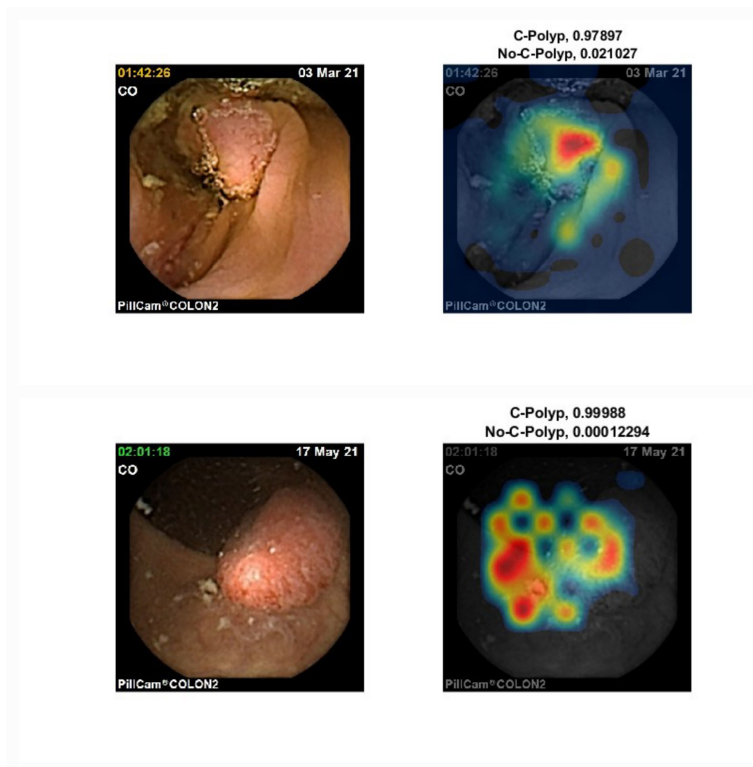 C-Polyp, 0.97897
No-C-Polyp, 0.021027
01:42:26 03 Mar 21
CO
PillCam®COLON2
01:42:26 03 Mar 21
CO
PillCam®COLON2
C-Polyp, 0.99988
No-C-Polyp, 0.00012294
02:01:18 17 May 21
CO
PillCam®COLON2
02:01:18 17 May 21
CO
PillCam®COLON2